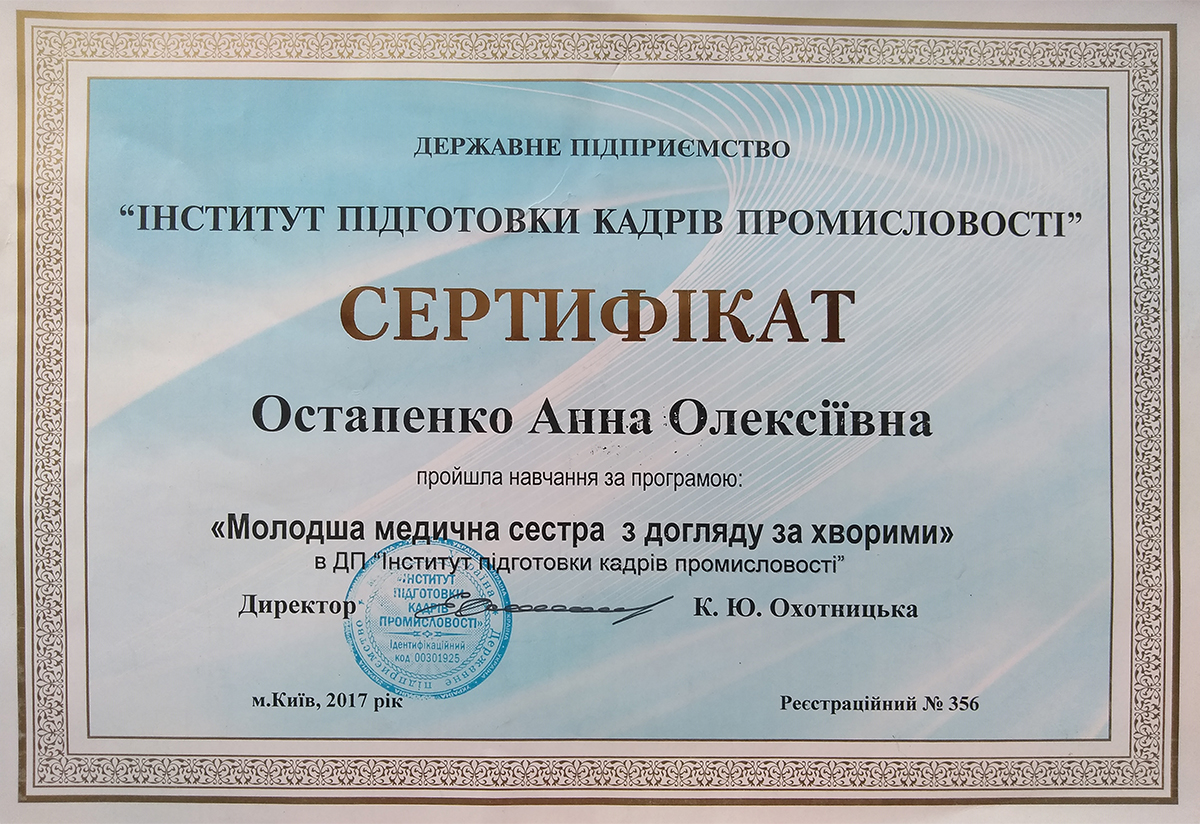 ДЕРЖАВНЕ ПІДПРИЄМСТВО
“ІНСТИТУТ ПІДГОТОВКИ КАДРІВ ПРОМИСЛОВОСТІ”
СЕРТИФІКАТ
Остапенко Анна Олексіївна
пройшла навчання за програмою:
«Молодша медична сестра з догляду за хворими»
в ДП “Інститут підготовки кадрів промисловості”
Директор
К. Ю. Охотницька
«ІНСТИТУТ
ПІДГОТОВКИ
КАДРІВ
ПРОМИСЛОВОСТІ»
Ідентифікаційний
код 00301925
Державне підприємство
м.Київ, 2017 рік
Реєстраційний № 356